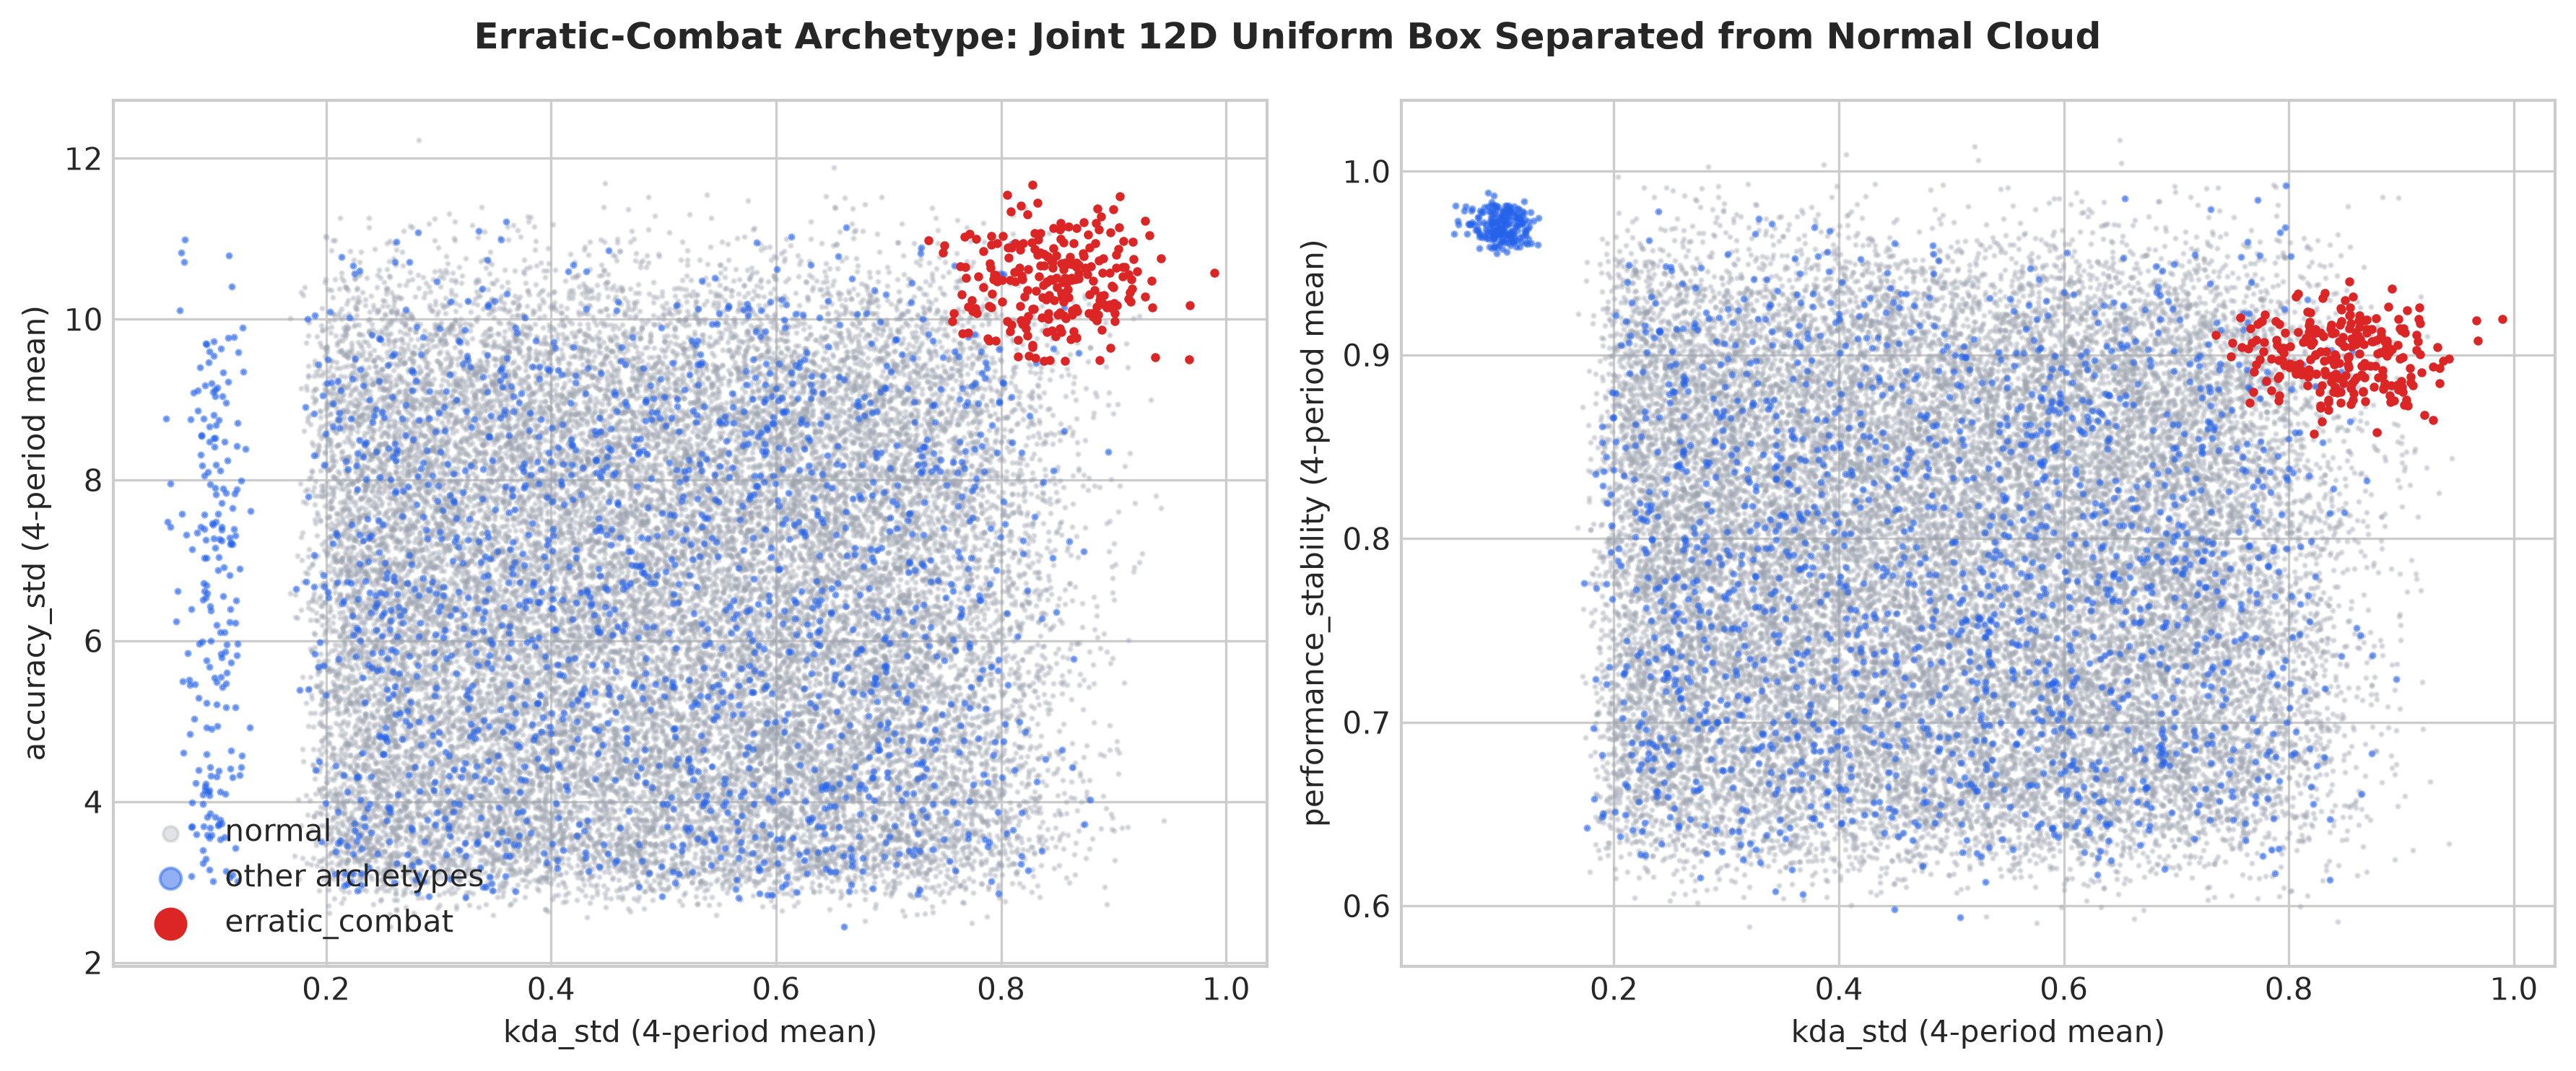 Erratic-Combat Archetype: Joint 12D Uniform Box Separated from Normal Cloud
accuracy_std (4-period mean)
12
10
8
6
4
2
normal
other archetypes
erratic_combat
0.2 0.4 0.6 0.8 1.0
kda_std (4-period mean)
performance_stability (4-period mean)
1.0
0.9
0.8
0.7
0.6
0.2 0.4 0.6 0.8 1.0
kda_std (4-period mean)